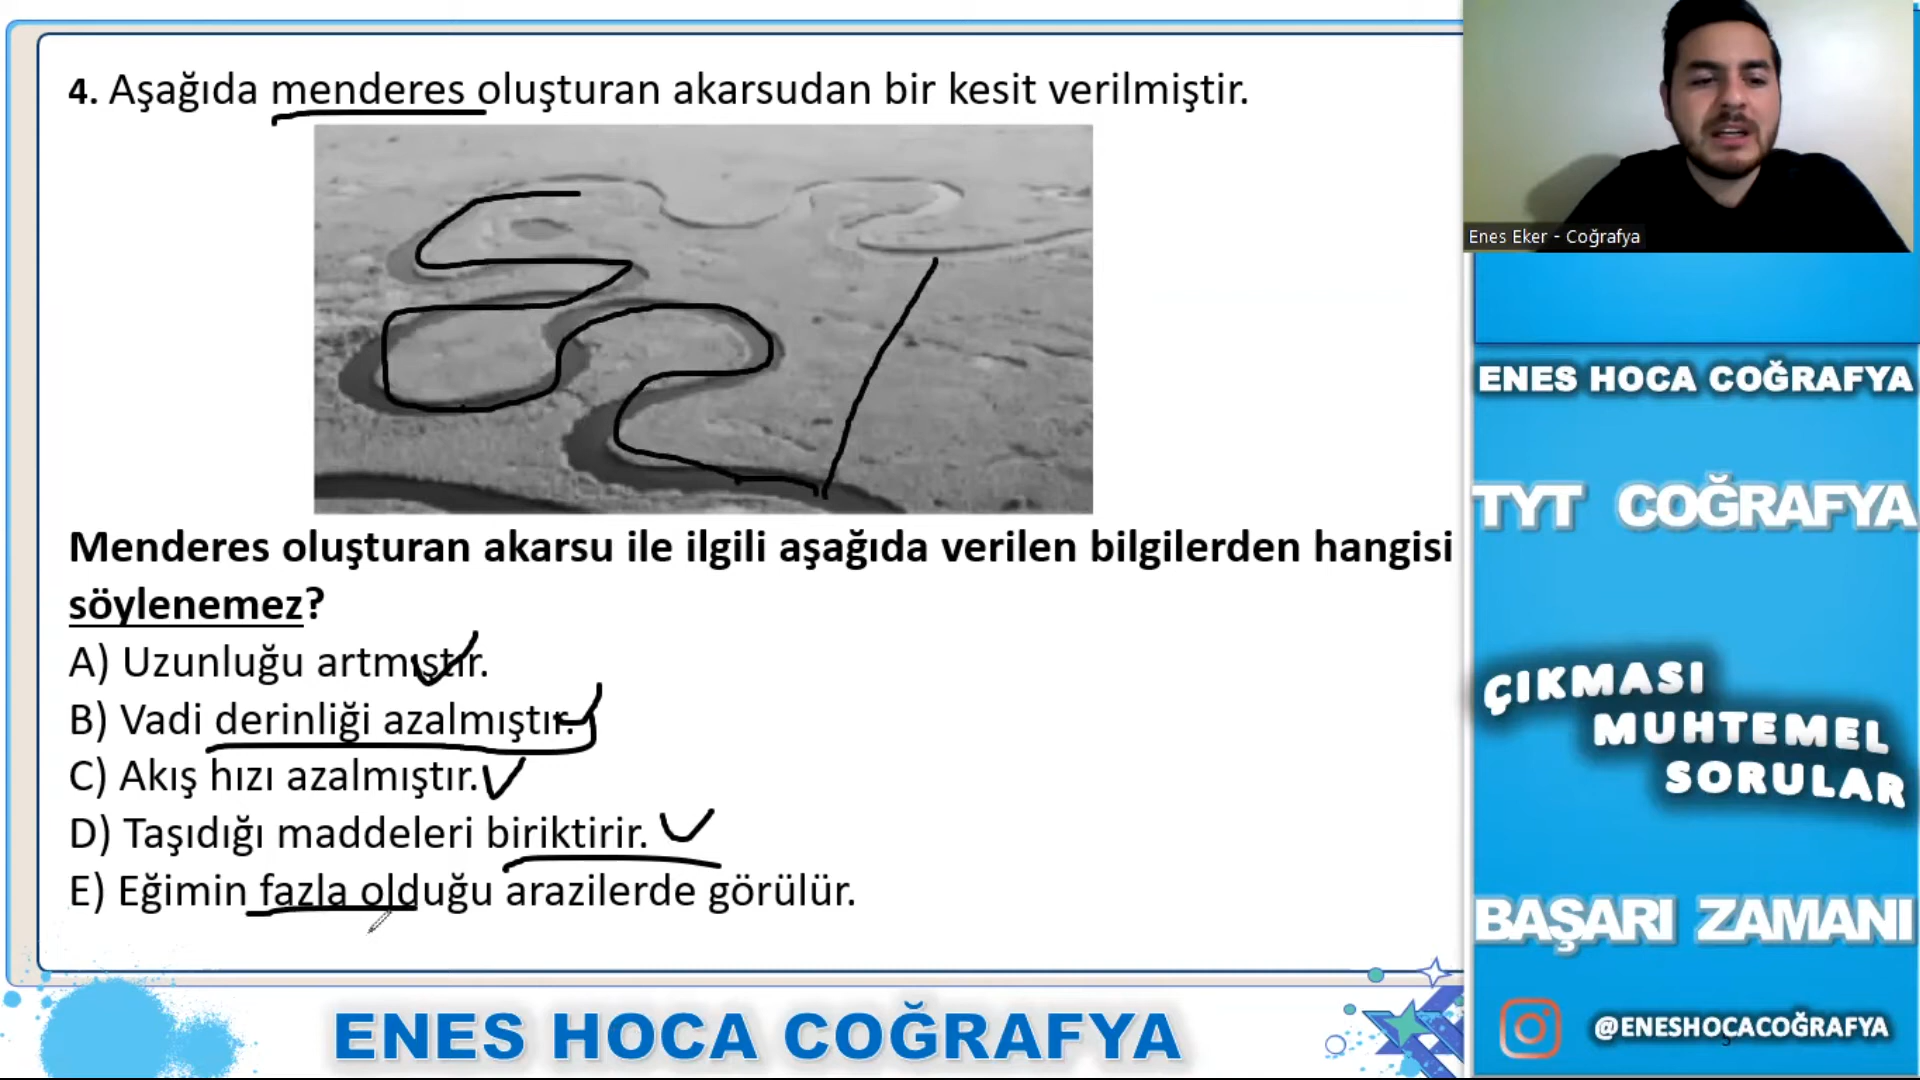 4. Aşağıda menderes oluşturan akarsudan bir kesit verilmiştir.
Menderes oluşturan akarsu ile ilgili aşağıda verilen bilgilerden hangisi
söylenemez?
A) Uzunluğu artmıştır.
B) Vadi derinliği azalmıştır.
C) Akış hızı azalmıştır.
D) Taşıdığı maddeleri biriktirir.
E) Eğimin fazla olduğu arazilerde görülür.
ENES HOCA COĞRAFYA
Enes Eker - Coğrafya
ENES HOCA COĞRAFYA
TYT COĞRAFYA
ÇIKMASI
MUHTEMEL
SORULAR
BAŞARI ZAMANI
@ENESHOCACOĞRAFYA
5